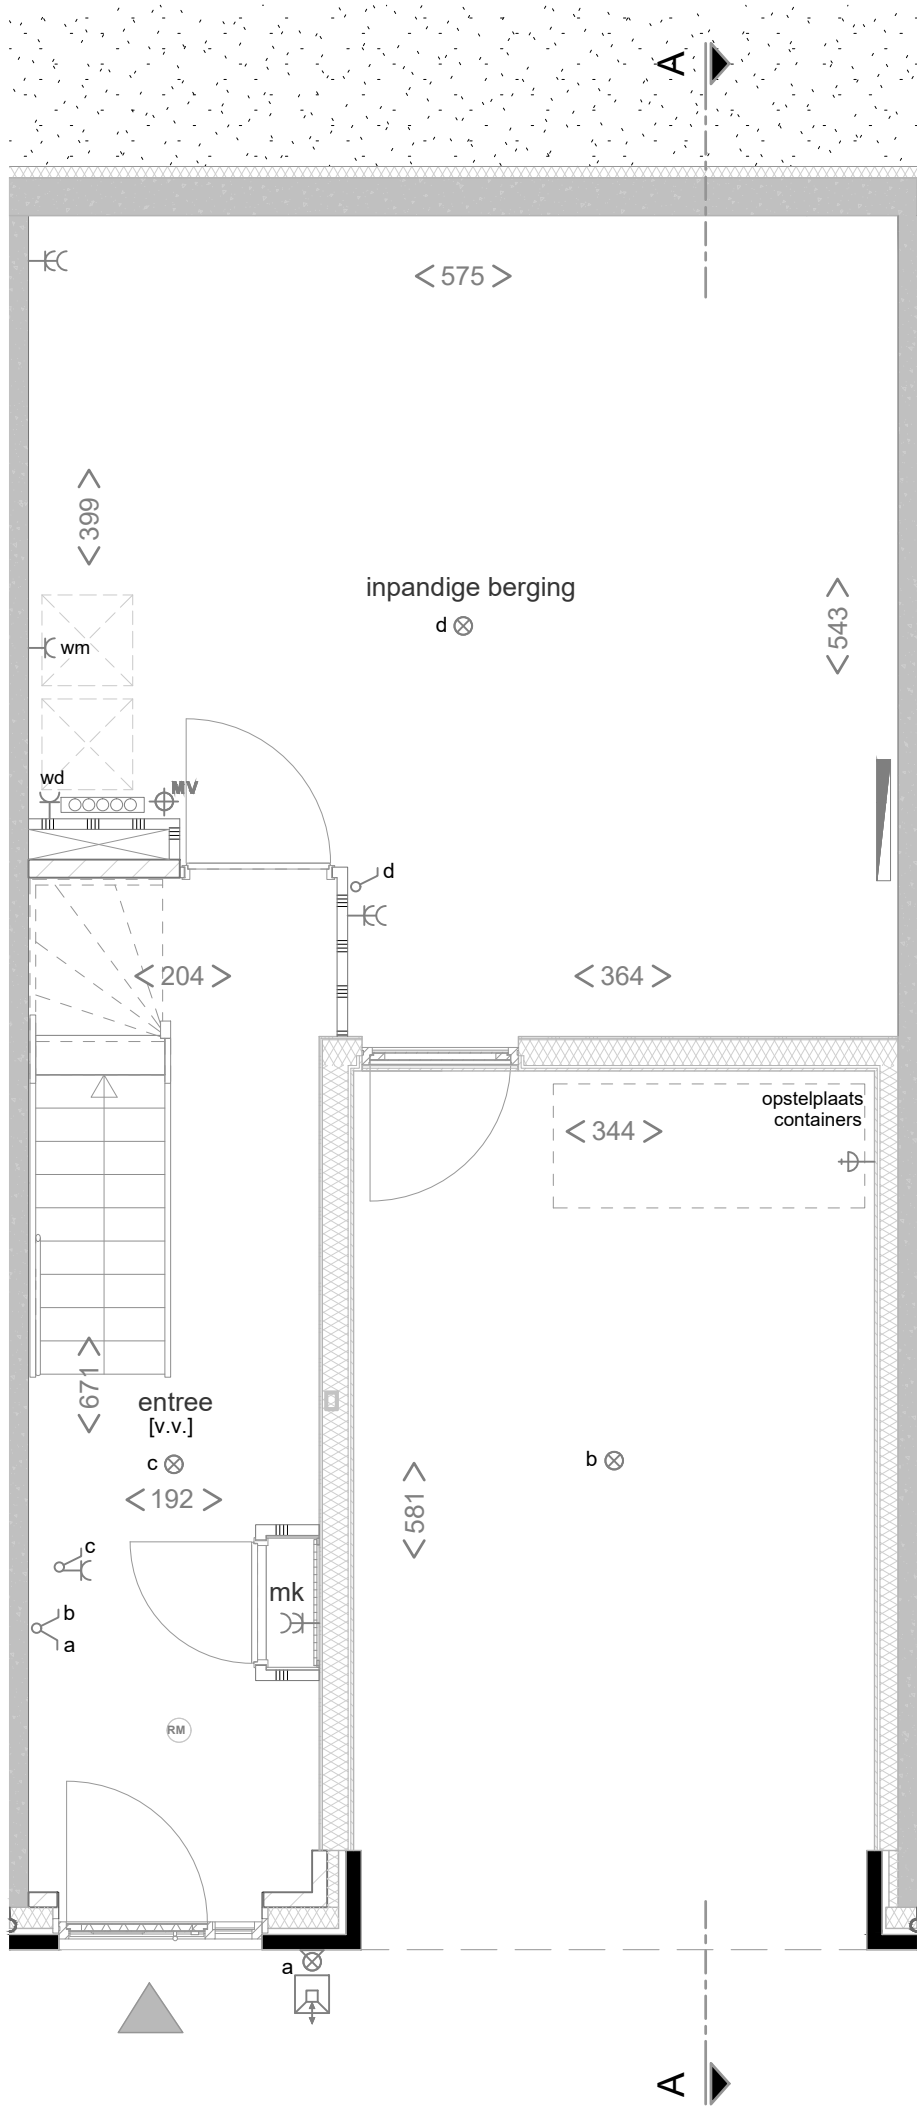 A
575
399
inpandige berging
d
543
wm
wd
MV
d
204
364
opstelplaats
containers
344
671
entree
[v.v.]
c
b
192
581
c
mk
b
a
RM
a
A